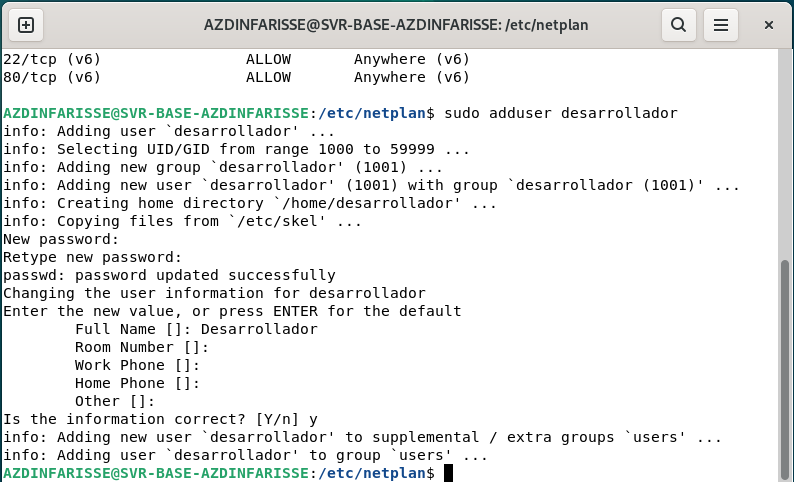 AZDINFARISSE@SVR-BASE-AZDINFARISSE: /etc/netplan
22/tcp (v6)                ALLOW       Anywhere (v6)
80/tcp (v6)                ALLOW       Anywhere (v6)
AZDINFARISSE@SVR-BASE-AZDINFARISSE:/etc/netplan$ sudo adduser desarrollador
info: Adding user `desarrollador' ...
info: Selecting UID/GID from range 1000 to 59999 ...
info: Adding new group `desarrollador' (1001) ...
info: Adding new user `desarrollador' (1001) with group `desarrollador (1001)' ...
info: Creating home directory `/home/desarrollador' ...
info: Copying files from `/etc/skel' ...
New password:
Retype new password:
passwd: password updated successfully
Changing the user information for desarrollador
Enter the new value, or press ENTER for the default
        Full Name []: Desarrollador
        Room Number []:
        Work Phone []:
        Home Phone []:
        Other []:
Is the information correct? [Y/n] y
info: Adding new user `desarrollador' to supplemental / extra groups `users' ...
info: Adding user `desarrollador' to group `users' ...
AZDINFARISSE@SVR-BASE-AZDINFARISSE:/etc/netplan$